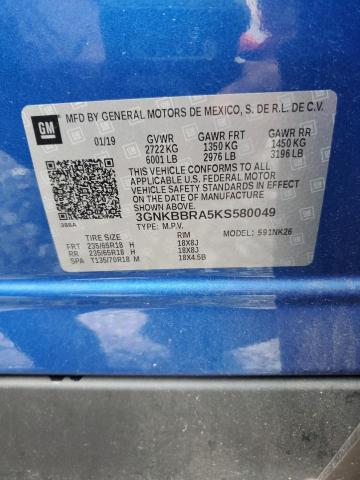 GM
MFD BY GENERAL MOTORS DE MEXICO, S. DE R.L. DE C.V.
01/19 GVWR GAWR FRT GAWR RR
2722 KG 1350 KG 1450 KG
6001 LB 2976 LB 3196 LB
THIS VEHICLE CONFORMS TO ALL APPLICABLE
U.S. FEDERAL MOTOR VEHICLE SAFETY STANDARDS
IN EFFECT ON THE DATE OF MANUFACTURE
SHOWN ABOVE.
3GNKBBRA5KS580049
388A TYPE: M.P.V. MODEL: 591NK26
RIM
FRT 235/65R18 H 18X8J
RR 235/65R18 H 18X8J
SPA T135/70R18 M 18X4.5B